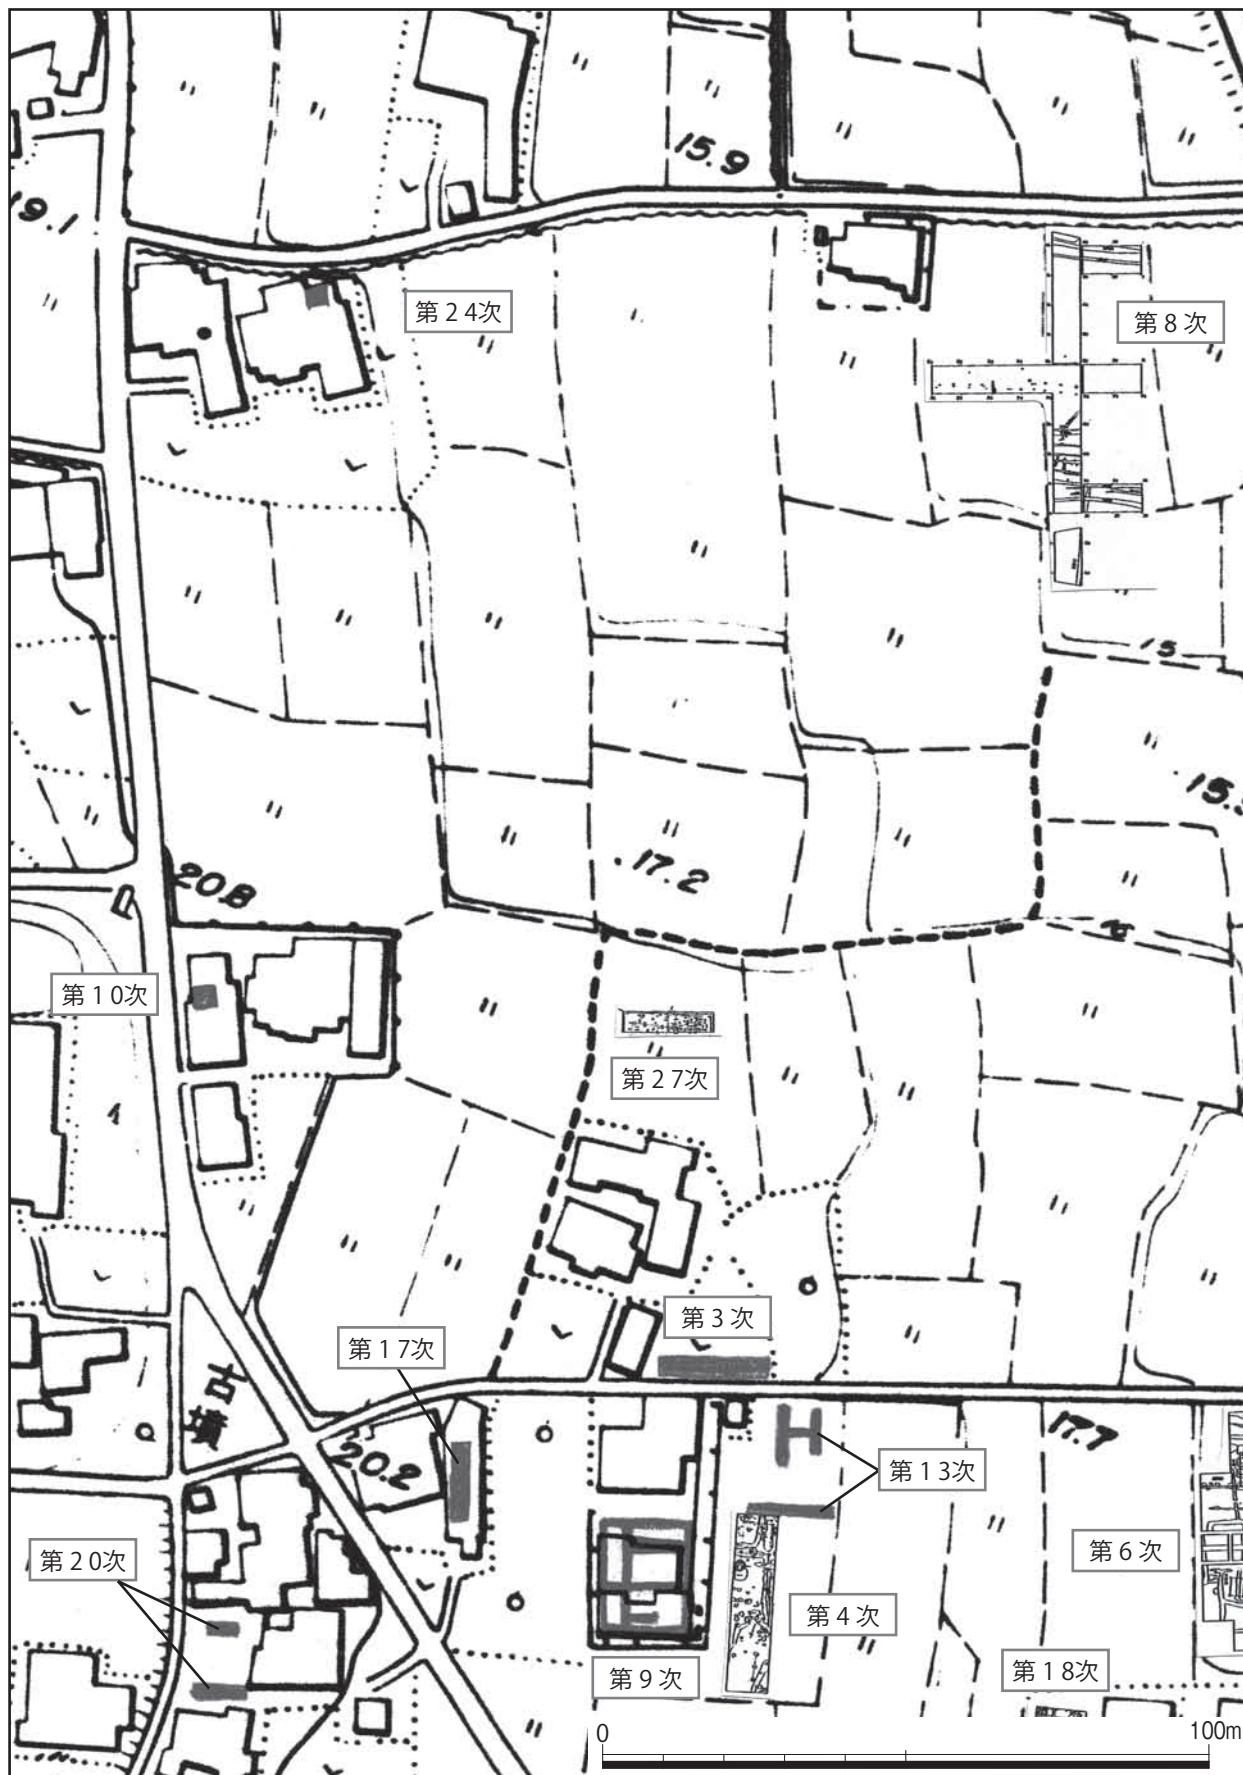 15.9
19.1
第24次
第8次
15
15.
20.8
17.2
第10次
第27次
第3次
第17次
古墳
20.2
17.7
第13次
第20次
第6次
第4次
第9次
第18次
0
100m